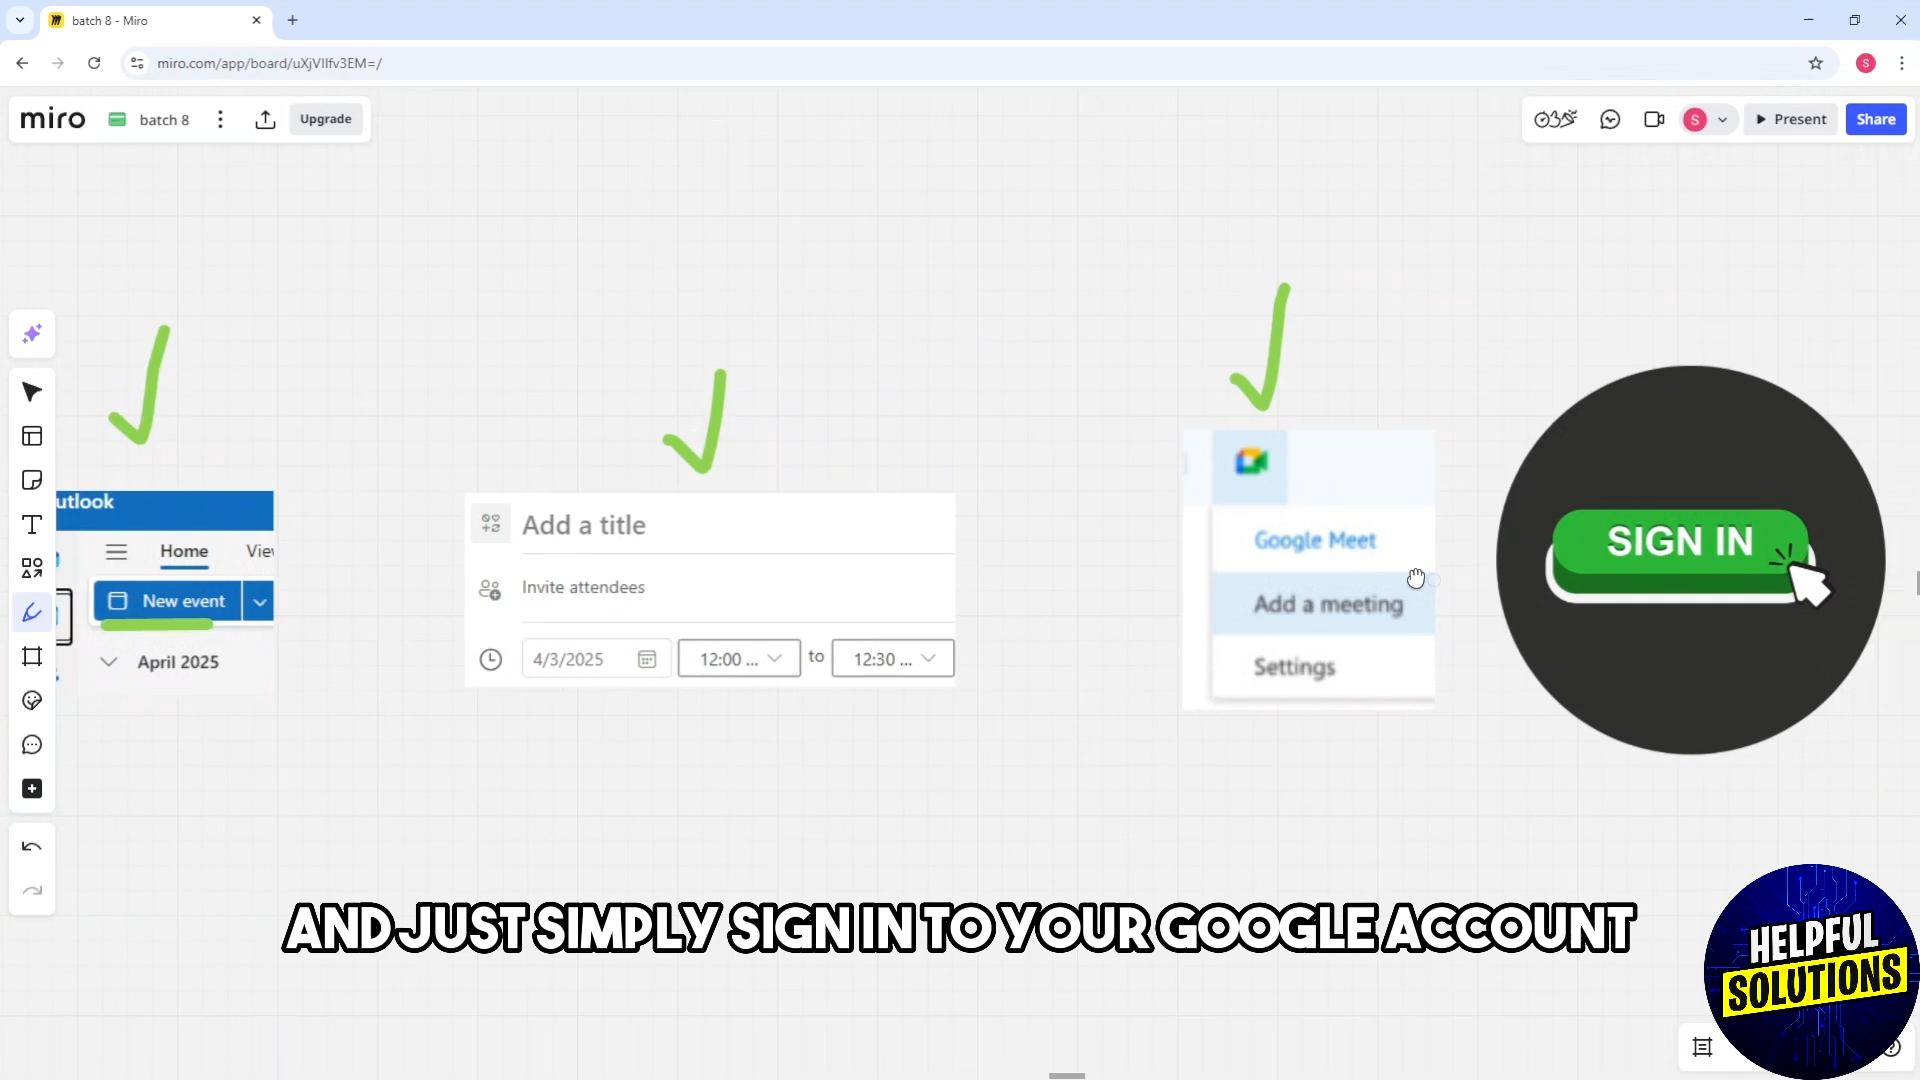 batch 8 - Miro
miro.com/app/board/uXjVIIfv3EM=/
S
miro
batch 8
Upgrade
S
Present
Share
utlook
Home
New event
April 2025
Add a title
Invite attendees
4/3/2025
12:00 ...
to
12:30 ...
Google Meet
Add a meeting
Settings
SIGN IN
AND JUST SIMPLY SIGN IN TO YOUR GOOGLE ACCOUNT
HELPFUL
SOLUTIONS